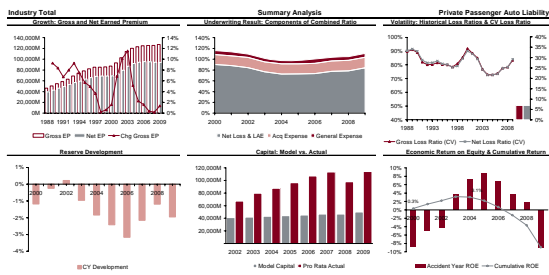 Industry Total Summary Analysis Private Passenger Auto Liability
Growth: Gross and Net Earned Premium
140,000M
120,000M
100,000M
80,000M
60,000M
40,000M
20,000M
0M
14%
12%
10%
8%
6%
4%
2%
0%
1988 1991 1994 1997 2000 2003 2006 2009
Gross EP Net EP Chg Gross EP
Underwriting Result: Components of Combined Ratio
140%
120%
100%
80%
60%
40%
20%
0%
2000 2002 2004 2006 2008
Net Loss & LAE Acq Expense General Expense
Volatility: Historical Loss Ratios & CV Loss Ratio
100%
90%
80%
70%
60%
50%
40%
40%
35%
30%
25%
20%
15%
10%
5%
0%
1988 1993 1998 2003 2008
Gross Loss Ratio (CV) Net Loss Ratio (CV)
Reserve Development
1%
0%
-1%
-2%
-3%
-4%
2000 2002 2004 2006 2008
CY Development
Capital: Model vs. Actual
120,000M
100,000M
80,000M
60,000M
40,000M
20,000M
0M
2002 2003 2004 2005 2006 2007 2008 2009
Model Capital Pro Rata Actual
Economic Return on Equity & Cumulative Return
10%
8%
6%
4%
2%
0%
-2%
-4%
-6%
-8%
-10%
2000 2002 2004 2006 2008
Accident Year ROE Cumulative ROE